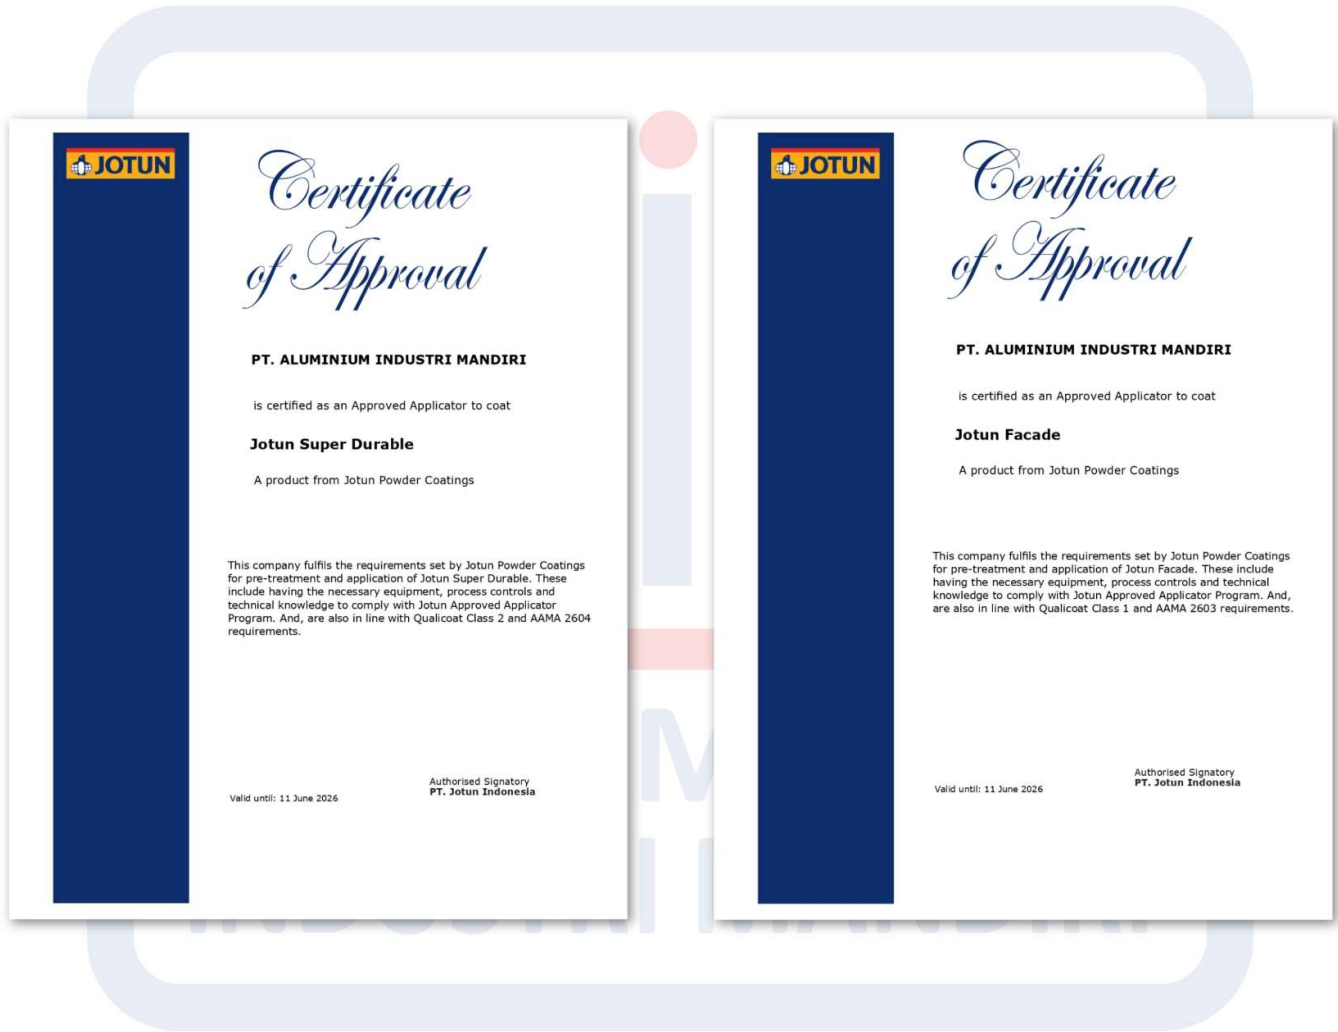 JOTUN
Certificate
of Approval
PT. ALUMINIUM INDUSTRI MANDIRI
is certified as an Approved Applicator to coat
Jotun Super Durable
A product from Jotun Powder Coatings
This company fulfils the requirements set by Jotun Powder Coatings
for pre-treatment and application of Jotun Super Durable. These
include having the necessary equipment, process controls and
technical knowledge to comply with Jotun Approved Applicator
Program. And, are also in line with Qualicoat Class 2 and AAMA 2604
requirements.
Valid until: 11 June 2026
Authorised Signatory
PT. Jotun Indonesia
JOTUN
Certificate
of Approval
PT. ALUMINIUM INDUSTRI MANDIRI
is certified as an Approved Applicator to coat
Jotun Facade
A product from Jotun Powder Coatings
This company fulfils the requirements set by Jotun Powder Coatings
for pre-treatment and application of Jotun Facade. These include
having the necessary equipment, process controls and technical
knowledge to comply with Jotun Approved Applicator Program. And,
are also in line with Qualicoat Class 1 and AAMA 2603 requirements.
Valid until: 11 June 2026
Authorised Signatory
PT. Jotun Indonesia
INDUSTRI MANDIRI